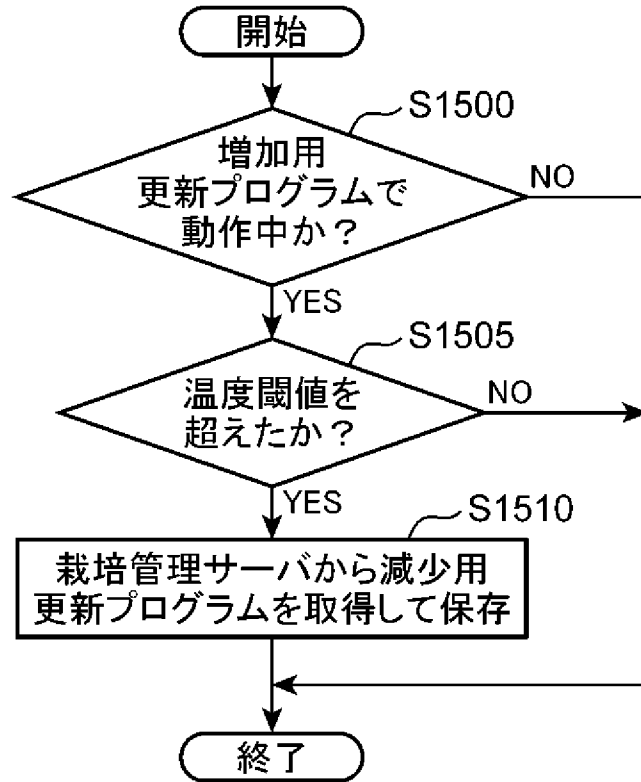 開始
S1500
増加用
更新プログラムで
動作中か？
NO
YES
S1505
温度閾値を
超えたか？
NO
YES
S1510
栽培管理サーバから減少用
更新プログラムを取得して保存
終了